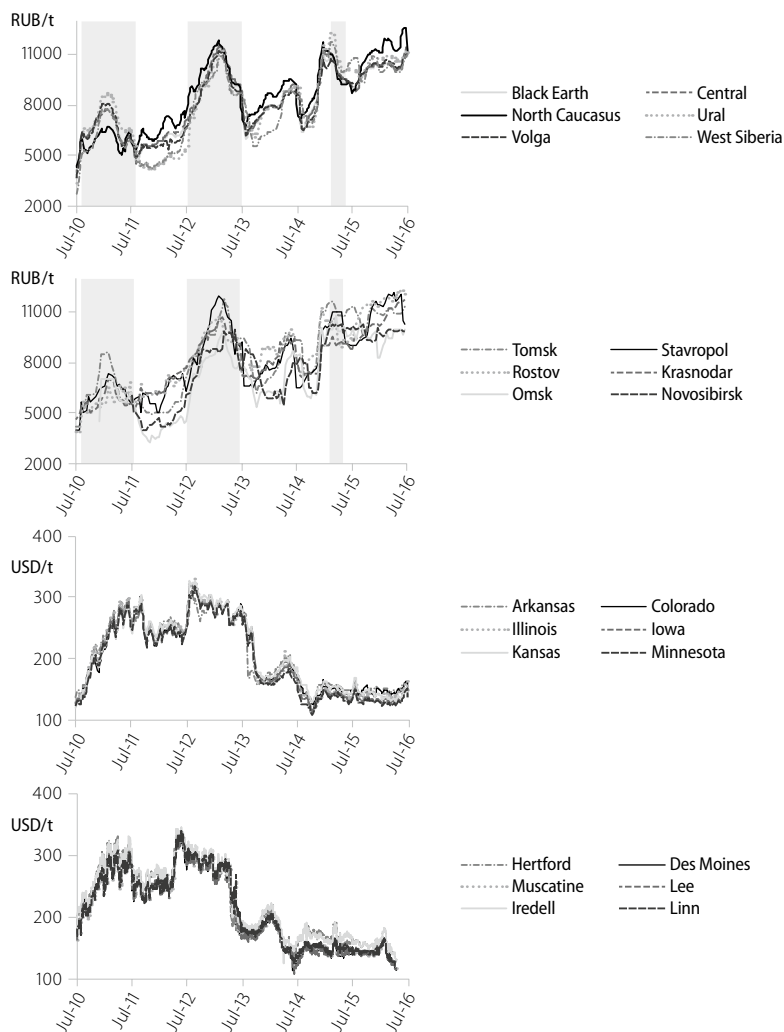 RUB/t
11000
8000
5000
2000
Jul-10
Jul-11
Jul-12
Jul-13
Jul-14
Jul-15
Jul-16
Black Earth
North Caucasus
Volga
Central
Ural
West Siberia
RUB/t
11000
8000
5000
2000
Jul-10
Jul-11
Jul-12
Jul-13
Jul-14
Jul-15
Jul-16
Tomsk
Rostov
Omsk
Stavropol
Krasnodar
Novosibirsk
400
USD/t
300
200
100
Jul-10
Jul-11
Jul-12
Jul-13
Jul-14
Jul-15
Jul-16
Arkansas
Illinois
Kansas
Colorado
Iowa
Minnesota
400
USD/t
300
200
100
Jul-10
Jul-11
Jul-12
Jul-13
Jul-14
Jul-15
Jul-16
Hertford
Muscatine
Iredell
Des Moines
Lee
Linn